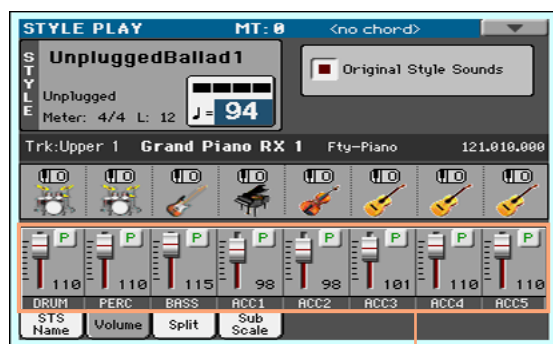 STYLE PLAY MT: 0 <no chord>
STYLE
UnpluggedBallad1
Original Style Sounds
Unplugged
Meter: 4/4 L: 12 ♩= 94
Trk:Upper 1 Grand Piano RX 1 Fty-Piano 121.010.000
P P P P P P P P
110 110 115 98 98 101 110 110
DRUM PERC BASS ACC1 ACC2 ACC3 ACC4 ACC5
STS Name Volume Split Sub Scale